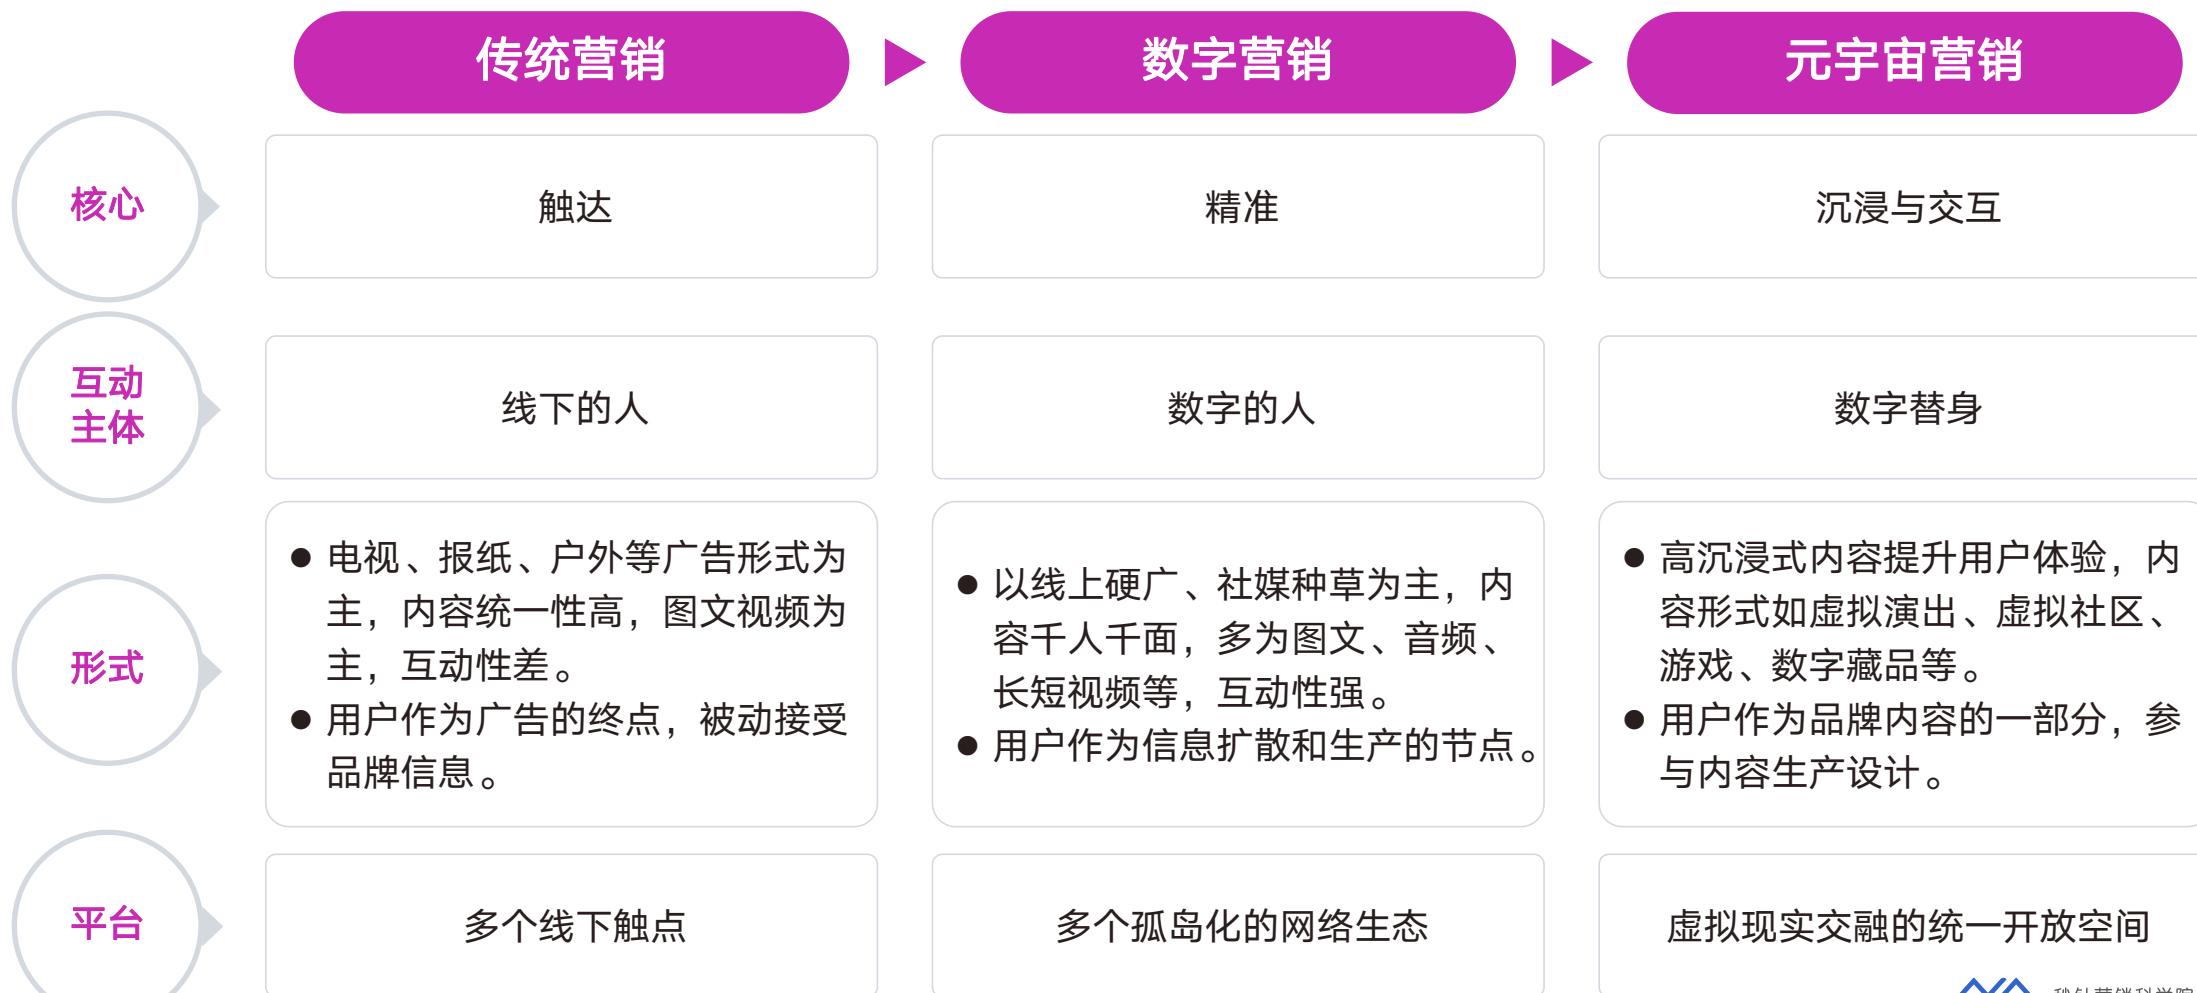 传统营销
数字营销
元宇宙营销
核心
触达
精准
沉浸与交互
互动
主体
线下的人
数字的人
数字替身
形式
● 电视、报纸、户外等广告形式为
主，内容统一性高，图文视频为
主，互动性差。
● 用户作为广告的终点，被动接受
品牌信息。
● 以线上硬广、社媒种草为主，内
容千人千面，多为图文、音频、
长短视频等，互动性强。
● 用户作为信息扩散和生产的节点。
● 高沉浸式内容提升用户体验，内
容形式如虚拟演出、虚拟社区、
游戏、数字藏品等。
● 用户作为品牌内容的一部分，参
与内容生产设计。
平台
多个线下触点
多个孤岛化的网络生态
虚拟现实交融的统一开放空间